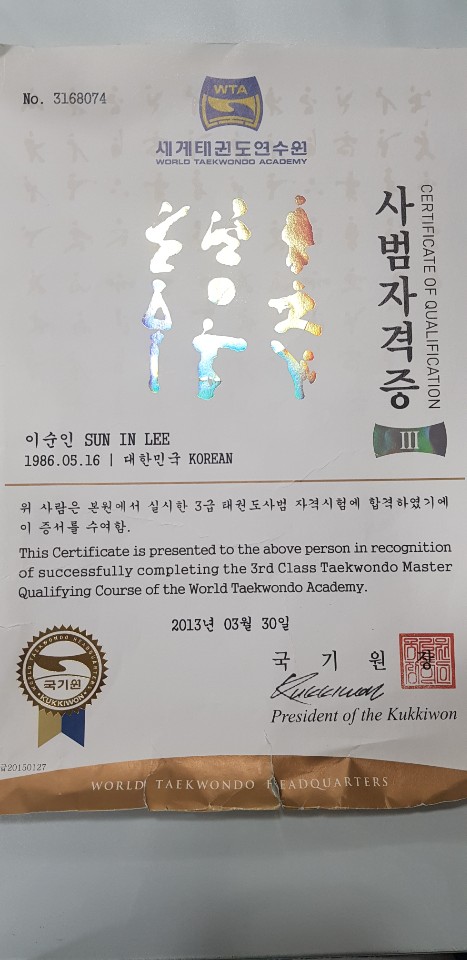 No. 3168074
WTA
세계태권도연수원
WORLD TAEKWONDO ACADEMY
사범자격증
CERTIFICATE OF QUALIFICATION
III
이순인 SUN IN LEE
1986.05.16 | 대한민국 KOREAN
위 사람은 본원에서 실시한 3급 태권도사범 자격시험에 합격하였기에
이 증서를 수여함.
This Certificate is presented to the above person in recognition
of successfully completing the 3rd Class Taekwondo Master
Qualifying Course of the World Taekwondo Academy.
2013년 03월 30일
국 기 원 장
Kukkiwon
President of the Kukkiwon
WORLD TAEKWONDO HEADQUARTERS
국기원
KUKKIWON
20150127
WORLD TAEKWONDO HEADQUARTERS